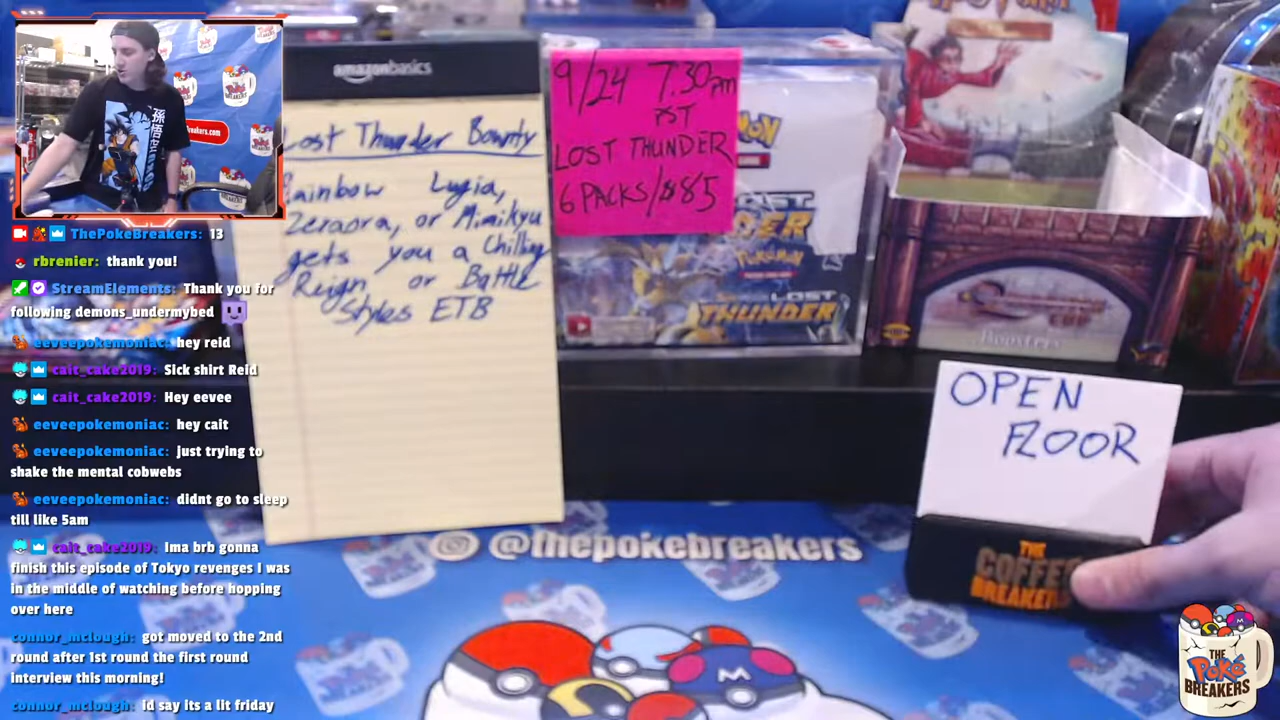 ThePokeBreakers: 13
rbrenier: thank you!
StreamElements: Thank you for
following demons_undermybed
eeveepokemoniac: hey reid
cait_cake2019: Sick shirt Reid
cait_cake2019: Hey eevee
eeveepokemoniac: hey cait
eeveepokemoniac: just trying to
shake the mental cobwebs
eeveepokemoniac: didnt go to sleep
till like 5am
cait_cake2019: Ima brb gonna
finish this episode of Tokyo revenges I was
in the middle of watching before hopping
over here
connor_mclough: got moved to the 2nd
round after 1st round the first round
interview this morning!
connor_mclough: id say its a lit friday
amazonbasics
Lost Thunder Bounty
Rainbow Lugia,
Zeraora, or Mimikyu
gets you a Chilling
Reign or Battle
Styles ETB
9/24 7:30pm
PST
LOST THUNDER
6 PACKS/$85
LOST
THUNDER
OPEN
FLOOR
THE
COFFEE
BREAKERS
@thepokebreakers
M
THE
Poké
BREAKERS